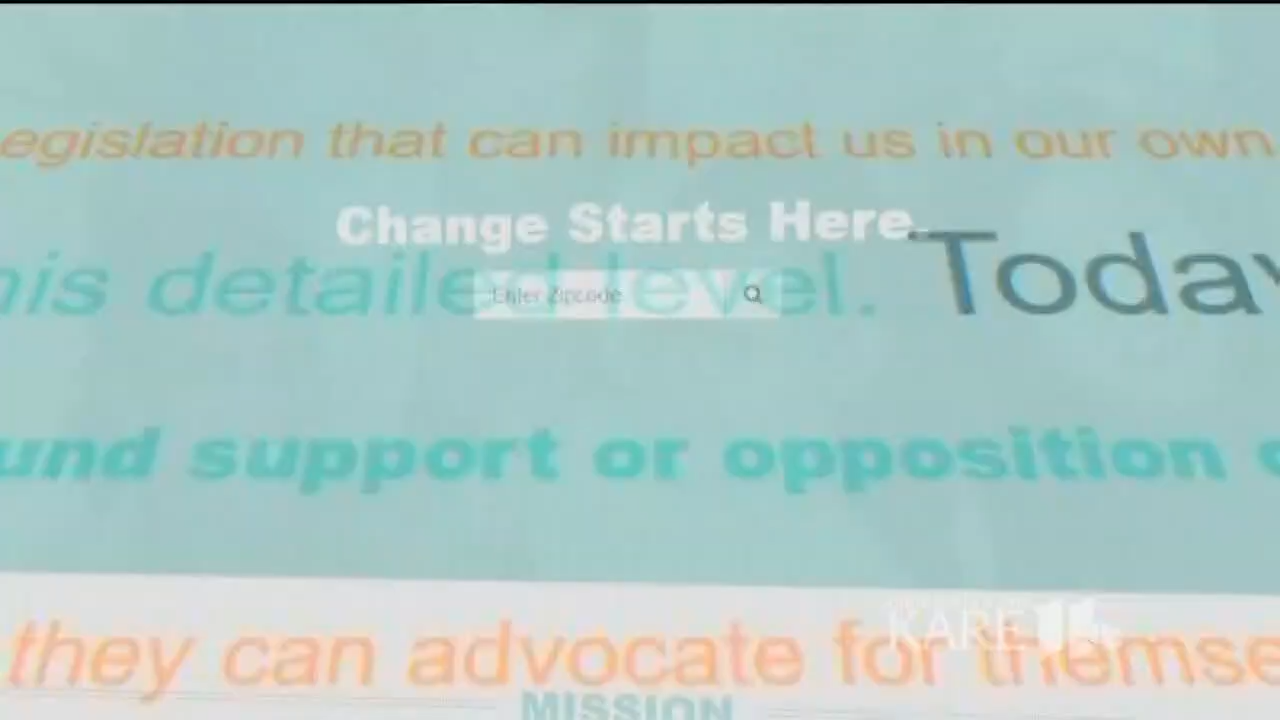 egislation that can impact us in our own
Change Starts Here.
his detailed level. Today
Enter Zipcode
und support or opposition o
they can advocate for themse
KARE 11
MISSION